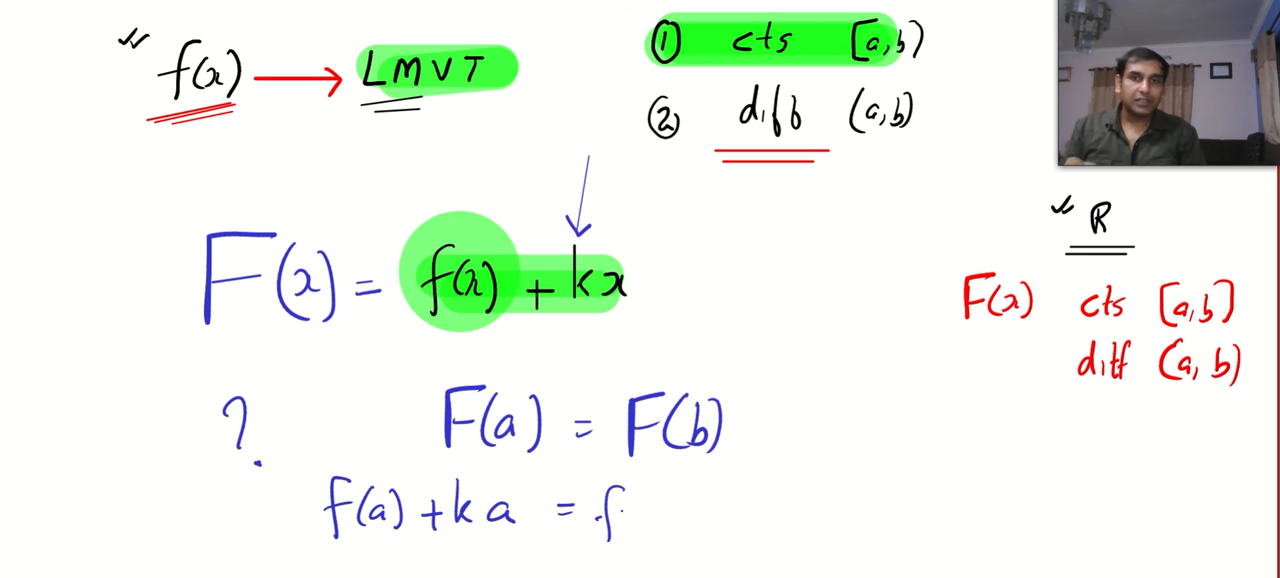 f(x) → LMVT
① cts [a,b)
② difb (a,b)
F(x) = f(x) + kx
R
F(x) cts [a,b]
diff (a,b)
? F(a) = F(b)
f(a) + ka = f